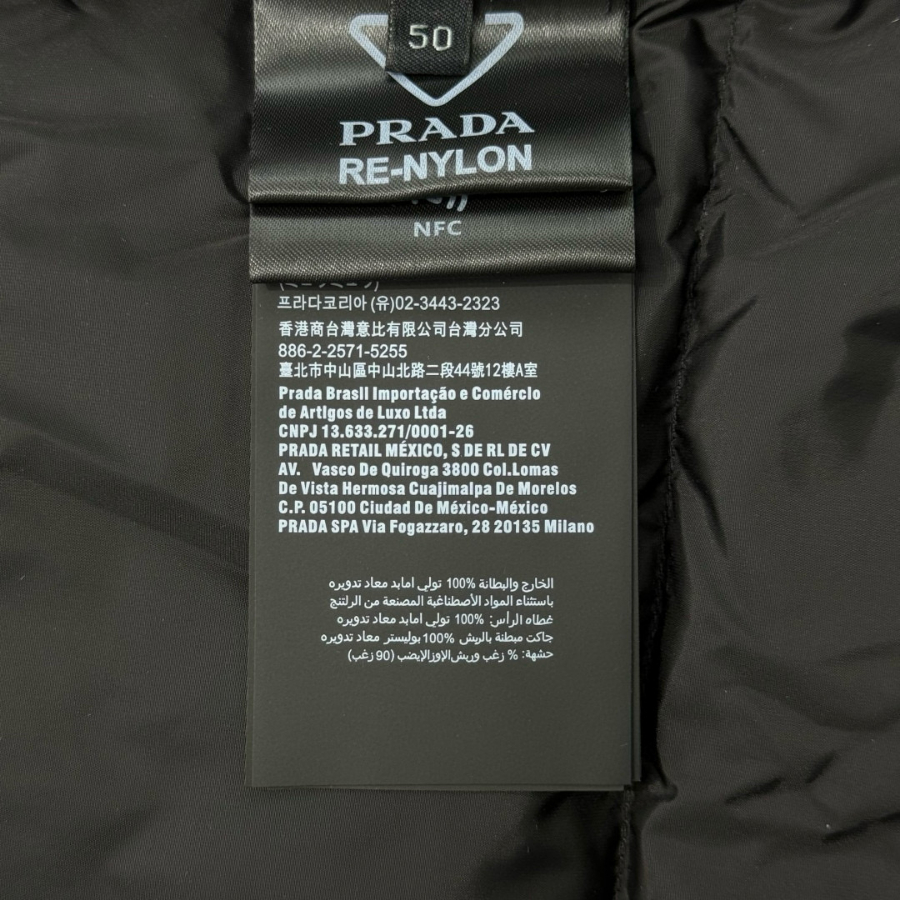 50
PRADA
RE-NYLON
NFC
프라다코리아 (유)02-3443-2323
香港商台灣意比有限公司台灣分公司
886-2-2571-5255
臺北市中山區中山北路二段44號12樓A室
Prada Brasil Importação e Comércio
de Artigos de Luxo Ltda
CNPJ 13.633.271/0001-26
PRADA RETAIL MÉXICO, S DE RL DE CV
AV. Vasco De Quiroga 3800 Col.Lomas
De Vista Hermosa Cuajimalpa De Morelos
C.P. 05100 Ciudad De México-México
PRADA SPA Via Fogazzaro, 28 20135 Milano
الخارج والبطانة %100 تولي امايد معاد تدويره
باستثناء المواد الأصطناغية المصنعة من الرلتنج
غطاه الرأس: %100 تولي امايد معاد تدويره
جاكت مبطنة بالريش %100 بوليستر معاد تدويره
حشهة: % زغب وريش الاوز الايضب (90 زغب)